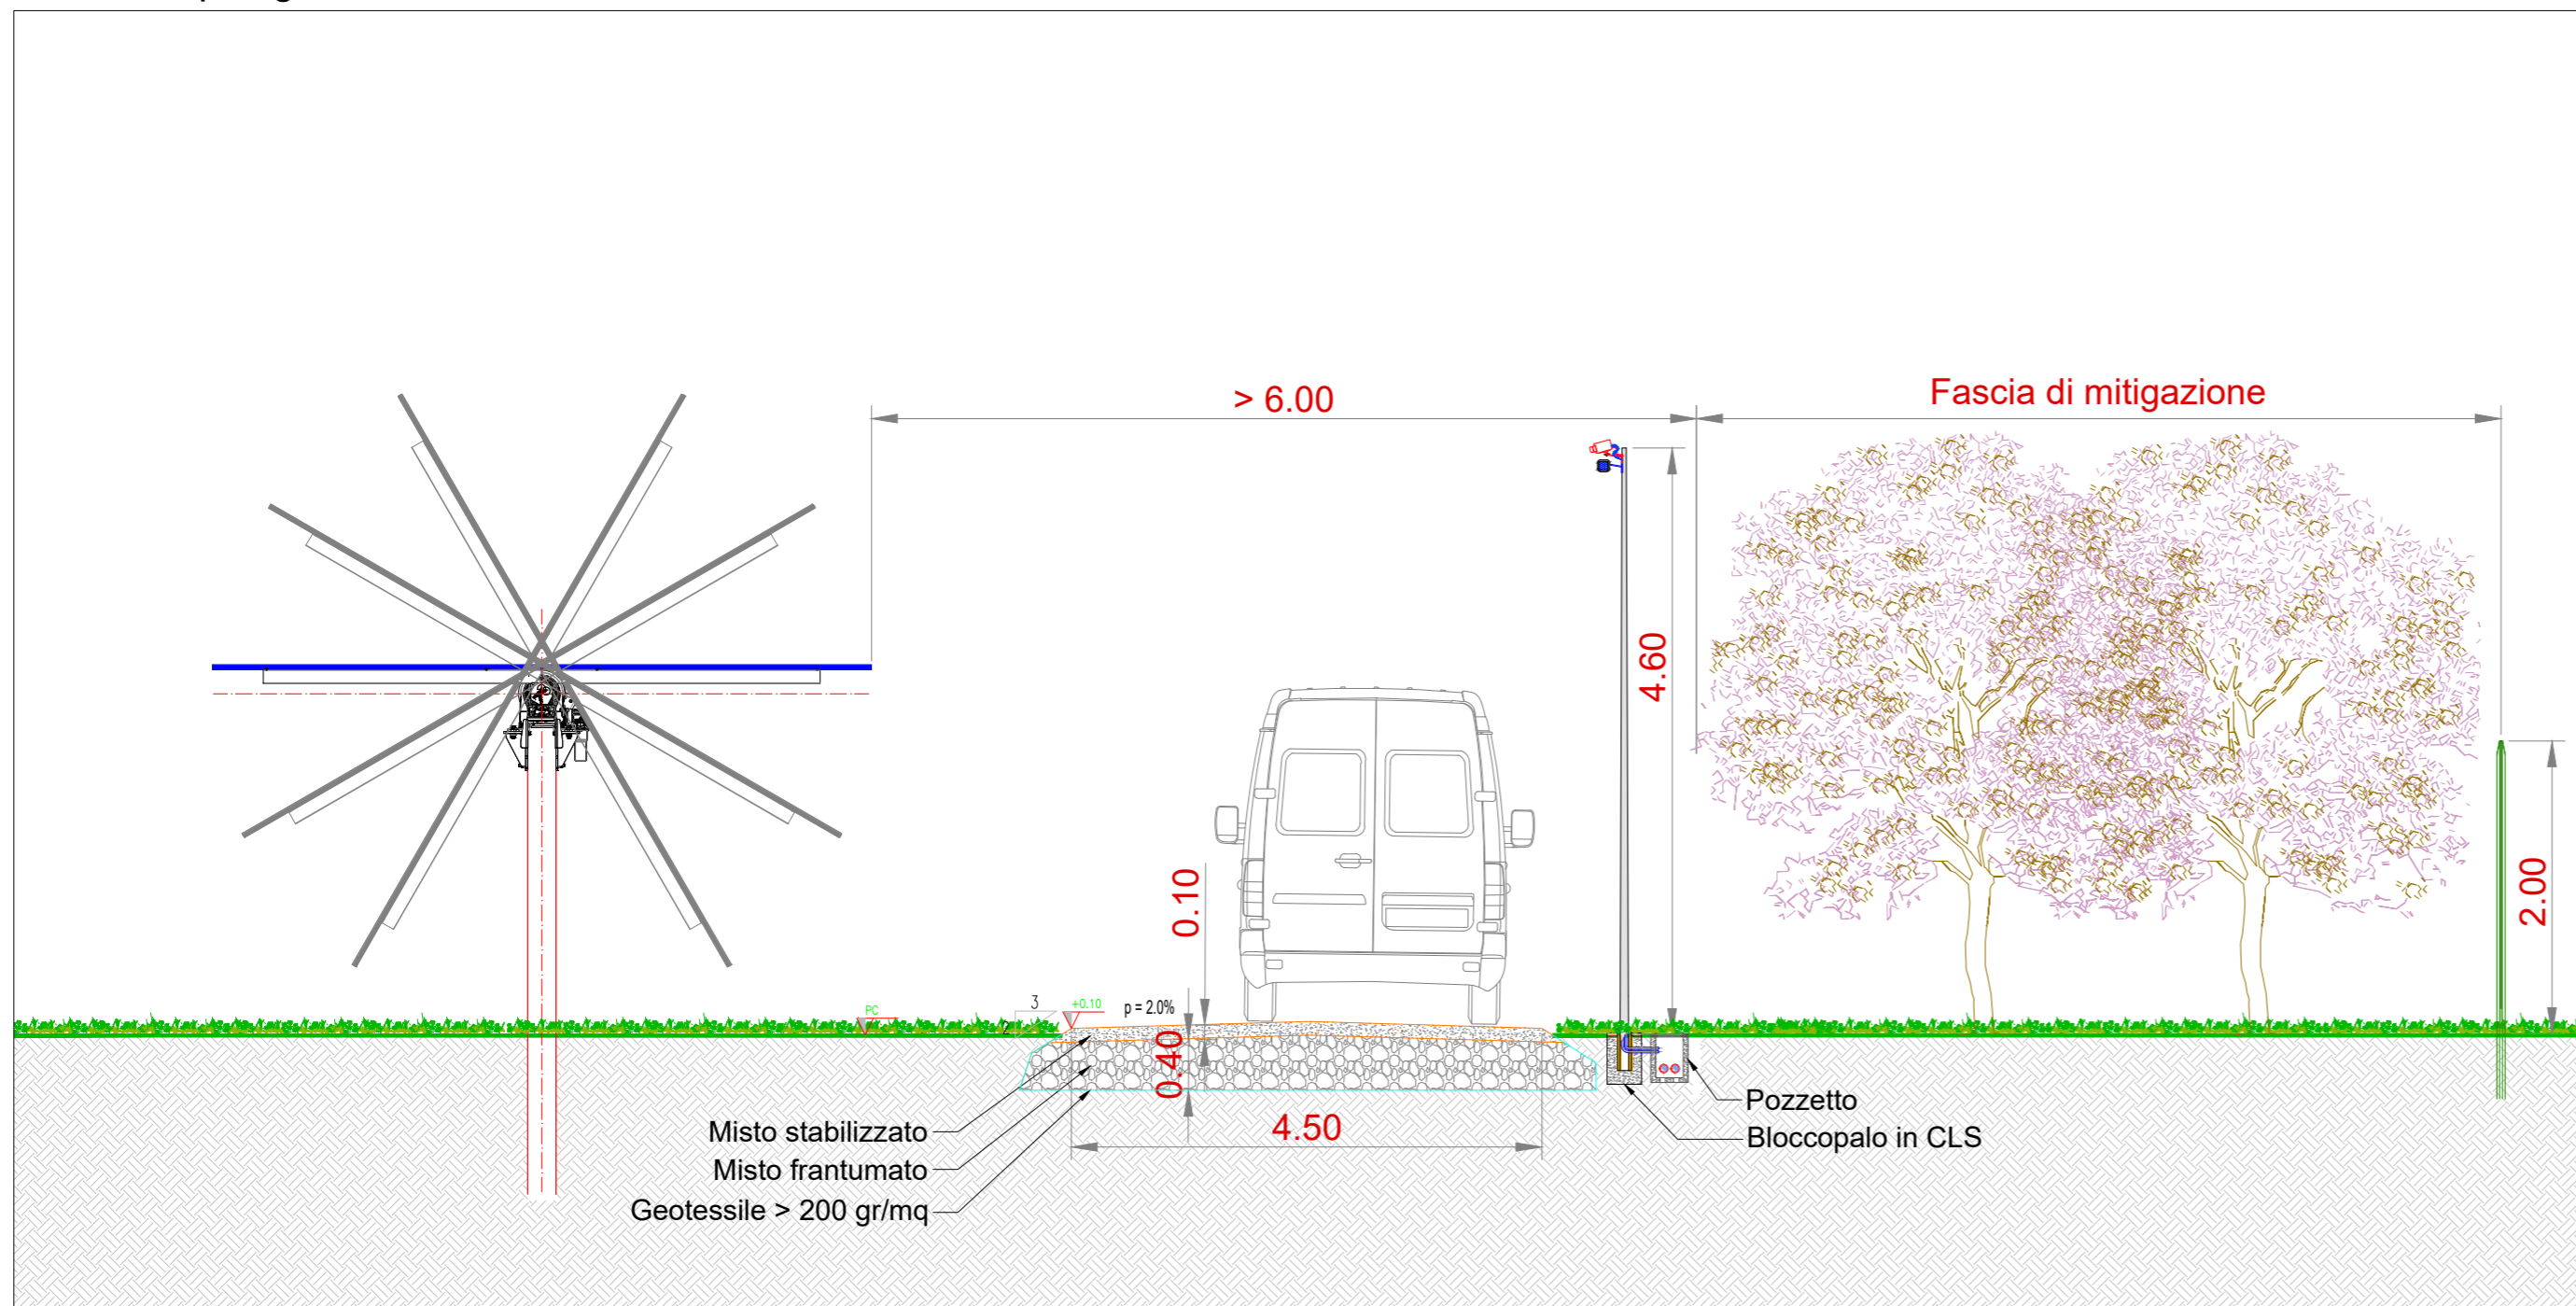 > 6.00
Fascia di mitigazione
4.60
2.00
0.10
0.40
PC
3
2
+0.10
p = 2.0%
4.50
Misto stabilizzato
Misto frantumato
Geotessile > 200 gr/mq
Pozzetto
Bloccopalo in CLS